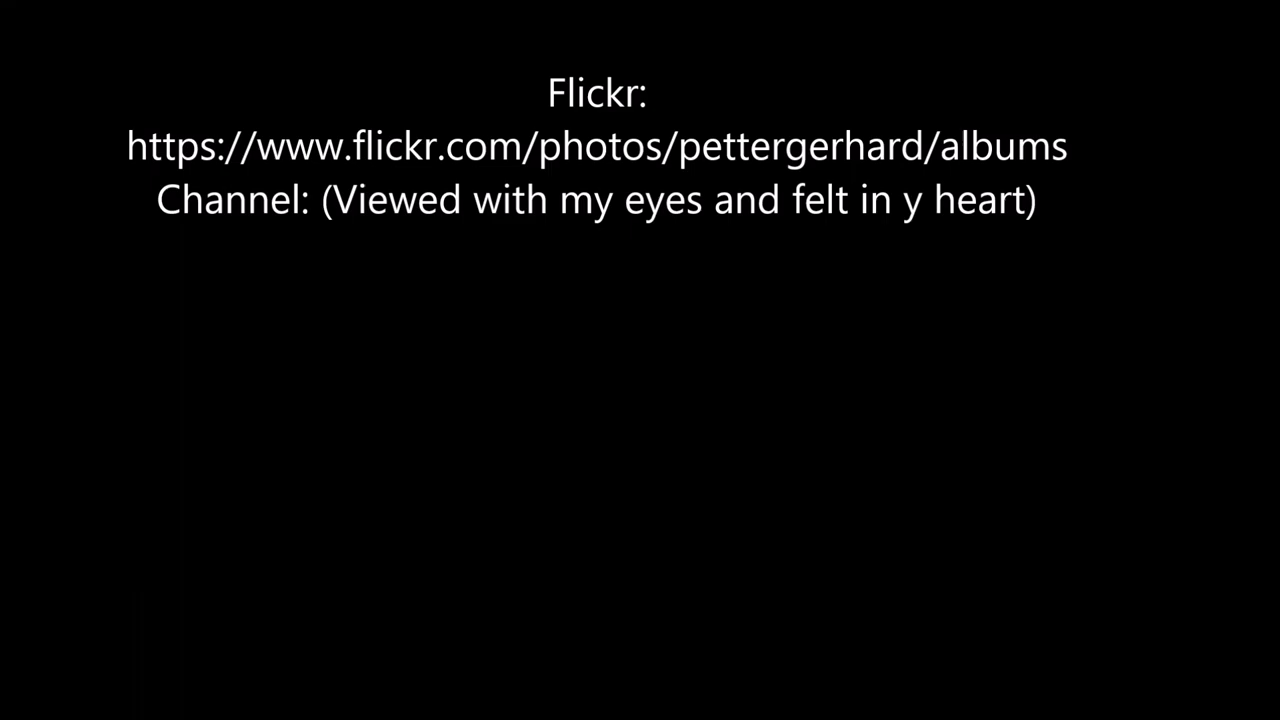 Flickr:
https://www.flickr.com/photos/pettergerhard/albums
Channel: (Viewed with my eyes and felt in y heart)